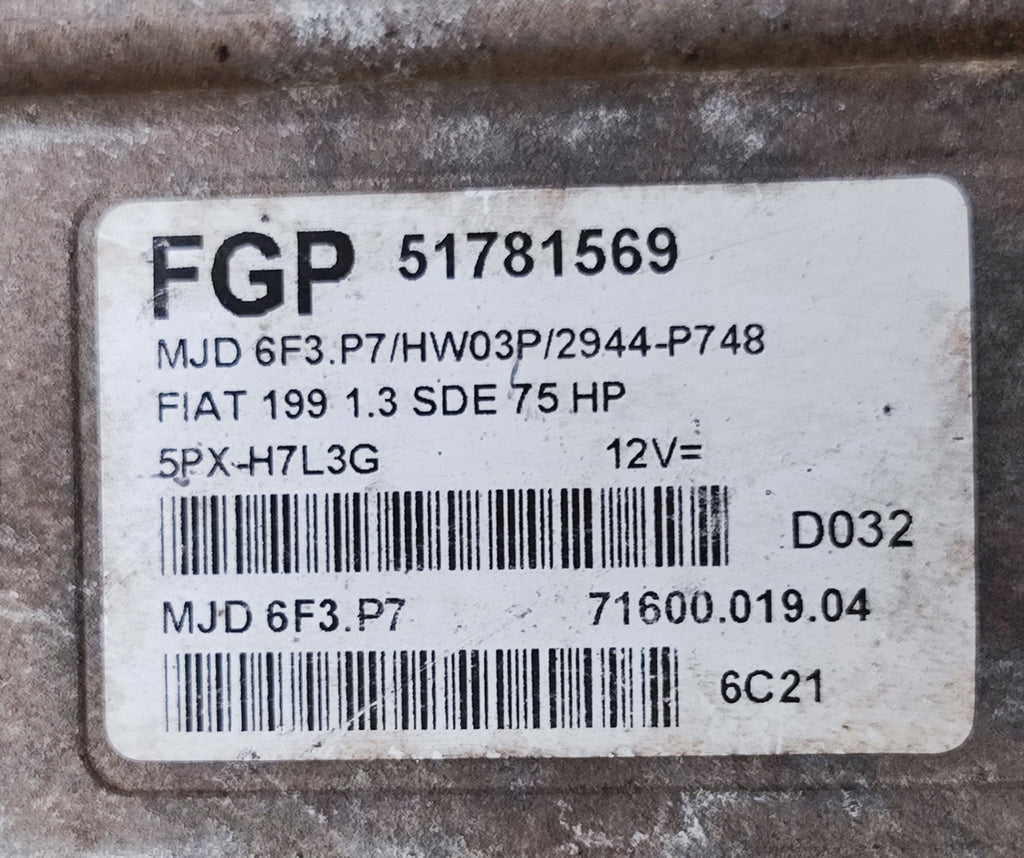 FGP 51781569
MJD 6F3.P7/HW03P/2944-P748
FIAT 199 1.3 SDE 75 HP
5PX-H7L3G 12V=
D032
MJD 6F3.P7 71600.019.04
6C21